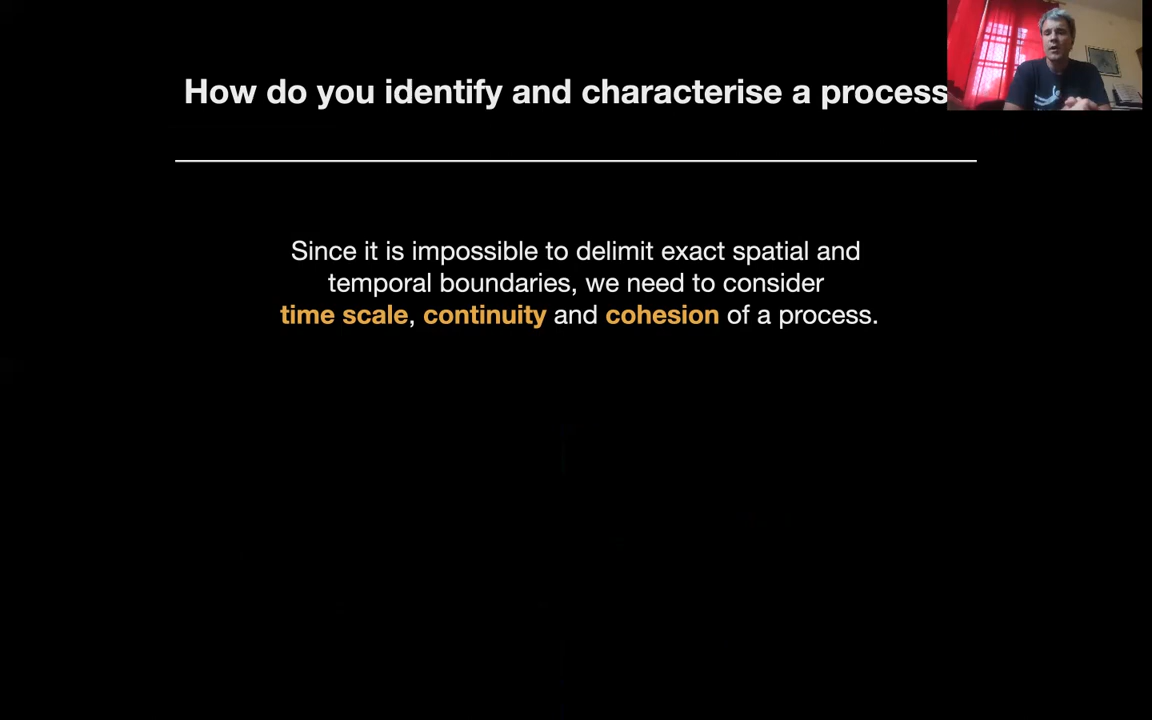 How do you identify and characterise a process
Since it is impossible to delimit exact spatial and
temporal boundaries, we need to consider
time scale, continuity and cohesion of a process.